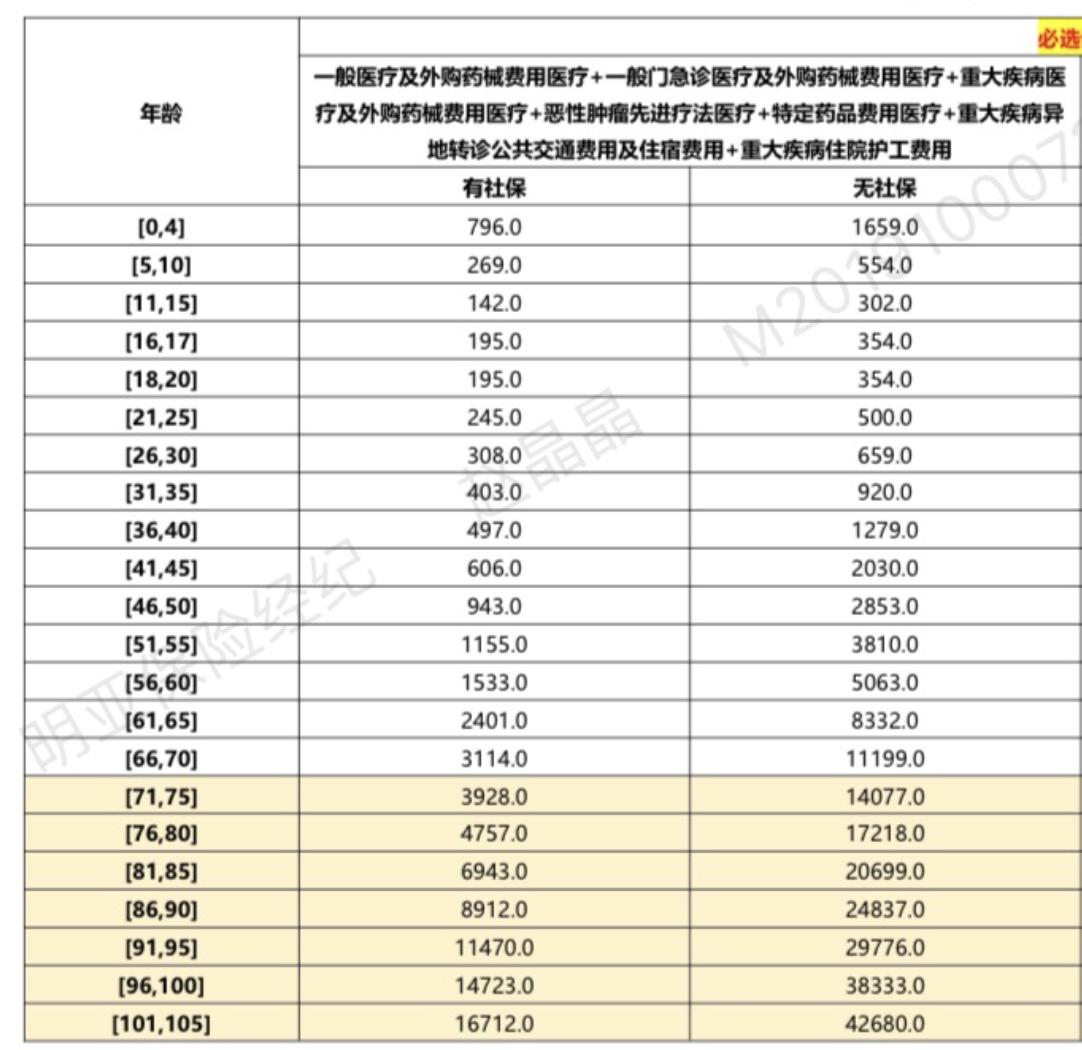 必选
一般医疗及外购药械费用医疗+一般门急诊医疗及外购药械费用医疗+重大疾病医
年龄
疗及外购药械费用医疗+恶性肿瘤先进疗法医疗+特定药品费用医疗+重大疾病异
地转诊公共交通费用及住宿费用+重大疾病住院护工费用
有社保 无社保
[0,4] 796.0 1659.0
[5,10] 269.0 554.0
[11,15] 142.0 302.0
[16,17] 195.0 354.0
[18,20] 195.0 354.0
[21,25] 245.0 500.0
[26,30] 308.0 659.0
[31,35] 403.0 920.0
[36,40] 497.0 1279.0
[41,45] 606.0 2030.0
[46,50] 943.0 2853.0
[51,55] 1155.0 3810.0
[56,60] 1533.0 5063.0
[61,65] 2401.0 8332.0
[66,70] 3114.0 11199.0
[71,75] 3928.0 14077.0
[76,80] 4757.0 17218.0
[81,85] 6943.0 20699.0
[86,90] 8912.0 24837.0
[91,95] 11470.0 29776.0
[96,100] 14723.0 38333.0
[101,105] 16712.0 42680.0
明亚保险经纪 赵晶晶 M201910007